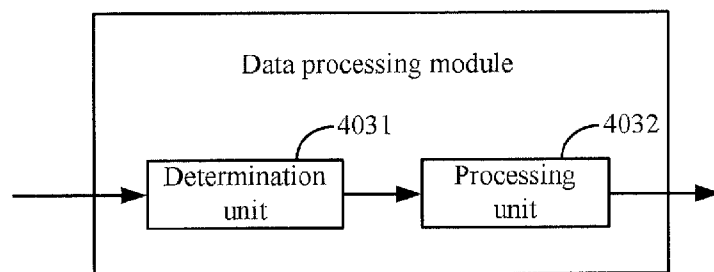 Data processing module
4031
4032
Determination
unit
Processing
unit